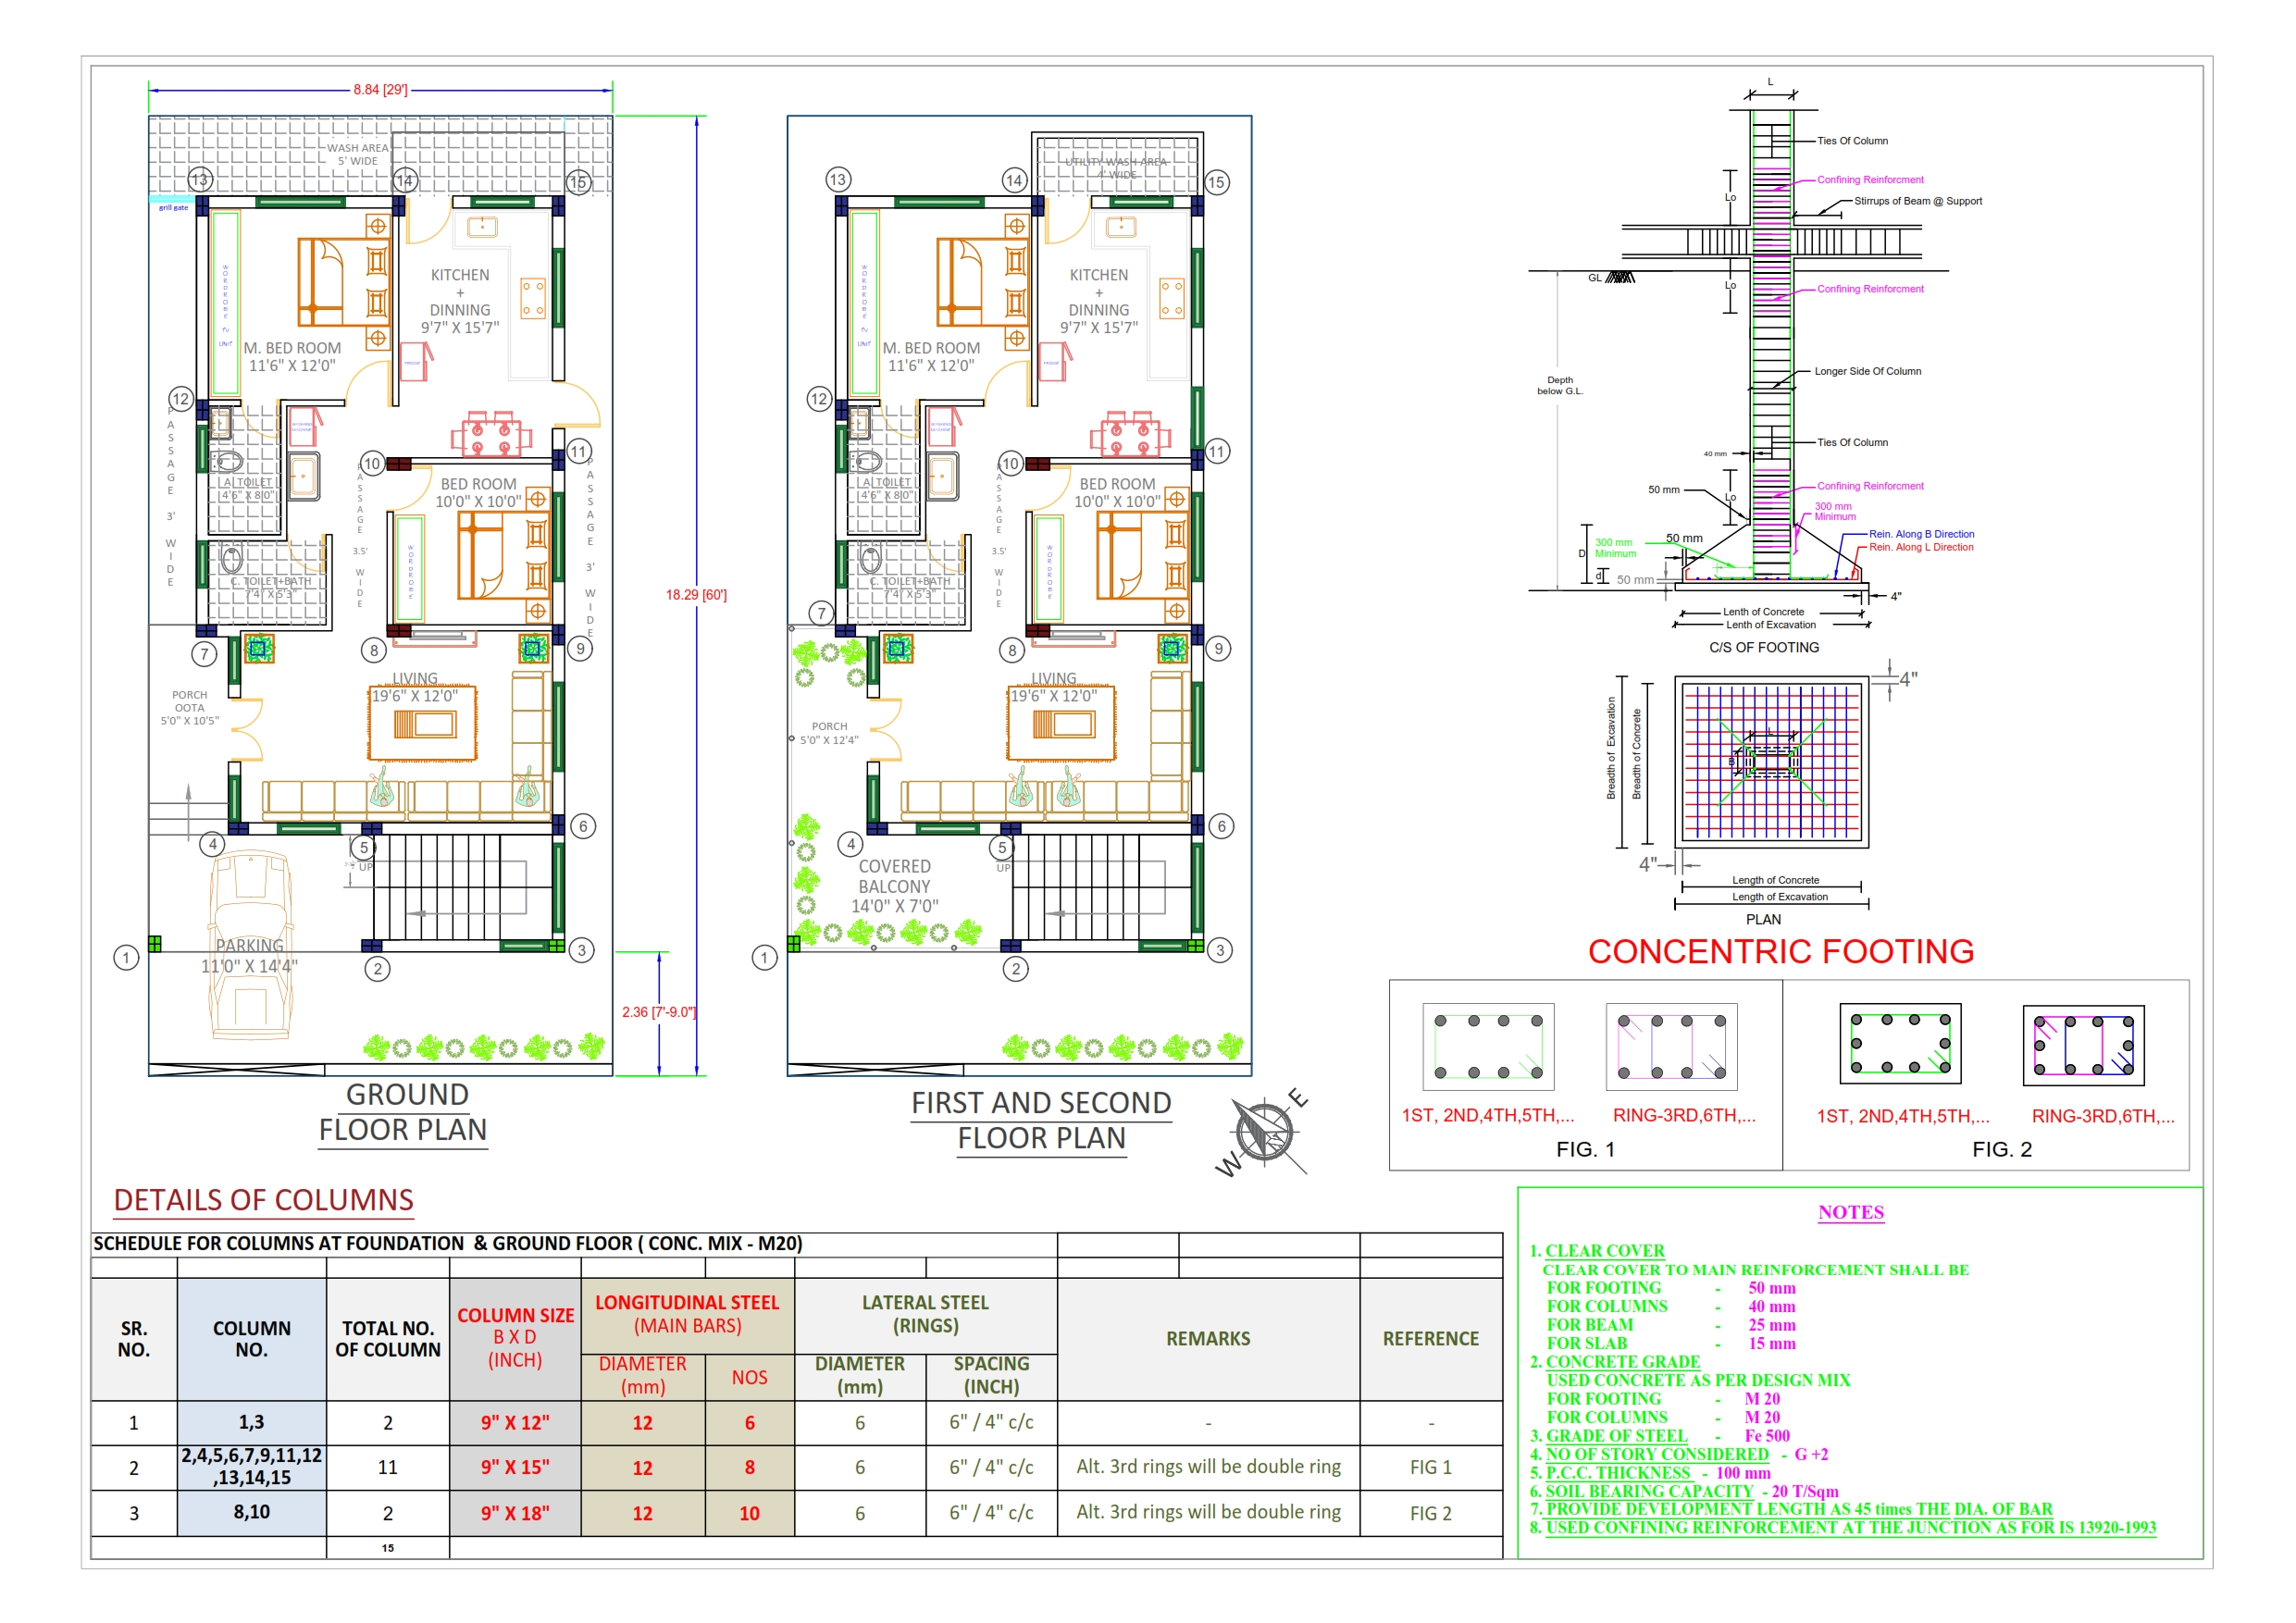 8.84 [29']
WASH AREA
5' WIDE
13
14
15
grill gate
WORDROBE UNIT
KITCHEN
+
DINNING
9'7" X 15'7"
M. BED ROOM
11'6" X 12'0"
12
PASSAGE 3' WIDE
10
11
A. TOILET
4'6" X 8'0"
PASSAGE 3.5' WIDE
BED ROOM
10'0" X 10'0"
WORDROBE
PASSAGE 3' WIDE
C. TOILET+BATH
7'4" X 5'3"
18.29 [60']
7
8
9
LIVING
19'6" X 12'0"
PORCH
OOTA
5'0" X 10'5"
4
5
6
UP
PARKING
11'0" X 14'4"
1
2
3
2.36 [7'-9.0"]
GROUND
FLOOR PLAN
UTILITY WASH AREA
4' WIDE
13
14
15
WORDROBE UNIT
KITCHEN
+
DINNING
9'7" X 15'7"
M. BED ROOM
11'6" X 12'0"
12
10
11
A. TOILET
4'6" X 8'0"
PASSAGE 3.5' WIDE
BED ROOM
10'0" X 10'0"
WORDROBE
C. TOILET+BATH
7'4" X 5'3"
7
8
9
LIVING
19'6" X 12'0"
PORCH
5'0" X 12'4"
4
5
6
UP
COVERED
BALCONY
14'0" X 7'0"
1
2
3
FIRST AND SECOND
FLOOR PLAN
E
W
L
Ties Of Column
Confining Reinforcment
Lo
Stirrups of Beam @ Support
GL
Lo
Confining Reinforcment
Depth
below G.L.
Longer Side Of Column
Ties Of Column
40 mm
Confining Reinforcment
50 mm
Lo
300 mm
Minimum
50 mm
Rein. Along B Direction
300 mm
Minimum
Rein. Along L Direction
D
d
50 mm
4"
Lenth of Concrete
Lenth of Excavation
C/S OF FOOTING
4"
Breadth of Excavation
Breadth of Concrete
L
B
4"
Length of Concrete
Length of Excavation
PLAN
CONCENTRIC FOOTING
1ST, 2ND,4TH,5TH,...
RING-3RD,6TH,...
FIG. 1
1ST, 2ND,4TH,5TH,...
RING-3RD,6TH,...
FIG. 2
DETAILS OF COLUMNS
SCHEDULE FOR COLUMNS AT FOUNDATION & GROUND FLOOR ( CONC. MIX - M20)
SR. NO.
COLUMN NO.
TOTAL NO. OF COLUMN
COLUMN SIZE B X D (INCH)
LONGITUDINAL STEEL (MAIN BARS)
LATERAL STEEL (RINGS)
REMARKS
REFERENCE
DIAMETER (mm)
NOS
DIAMETER (mm)
SPACING (INCH)
1 1,3 2 9" X 12" 12 6 6 6" / 4" c/c - -
2 2,4,5,6,7,9,11,12 ,13,14,15 11 9" X 15" 12 8 6 6" / 4" c/c Alt. 3rd rings will be double ring FIG 1
3 8,10 2 9" X 18" 12 10 6 6" / 4" c/c Alt. 3rd rings will be double ring FIG 2
15
NOTES
1. CLEAR COVER
CLEAR COVER TO MAIN REINFORCEMENT SHALL BE
FOR FOOTING - 50 mm
FOR COLUMNS - 40 mm
FOR BEAM - 25 mm
FOR SLAB - 15 mm
2. CONCRETE GRADE
USED CONCRETE AS PER DESIGN MIX
FOR FOOTING - M 20
FOR COLUMNS - M 20
3. GRADE OF STEEL - Fe 500
4. NO OF STORY CONSIDERED - G +2
5. P.C.C. THICKNESS - 100 mm
6. SOIL BEARING CAPACITY - 20 T/Sqm
7. PROVIDE DEVELOPMENT LENGTH AS 45 times THE DIA. OF BAR
8. USED CONFINING REINFORCEMENT AT THE JUNCTION AS FOR IS 13920-1993